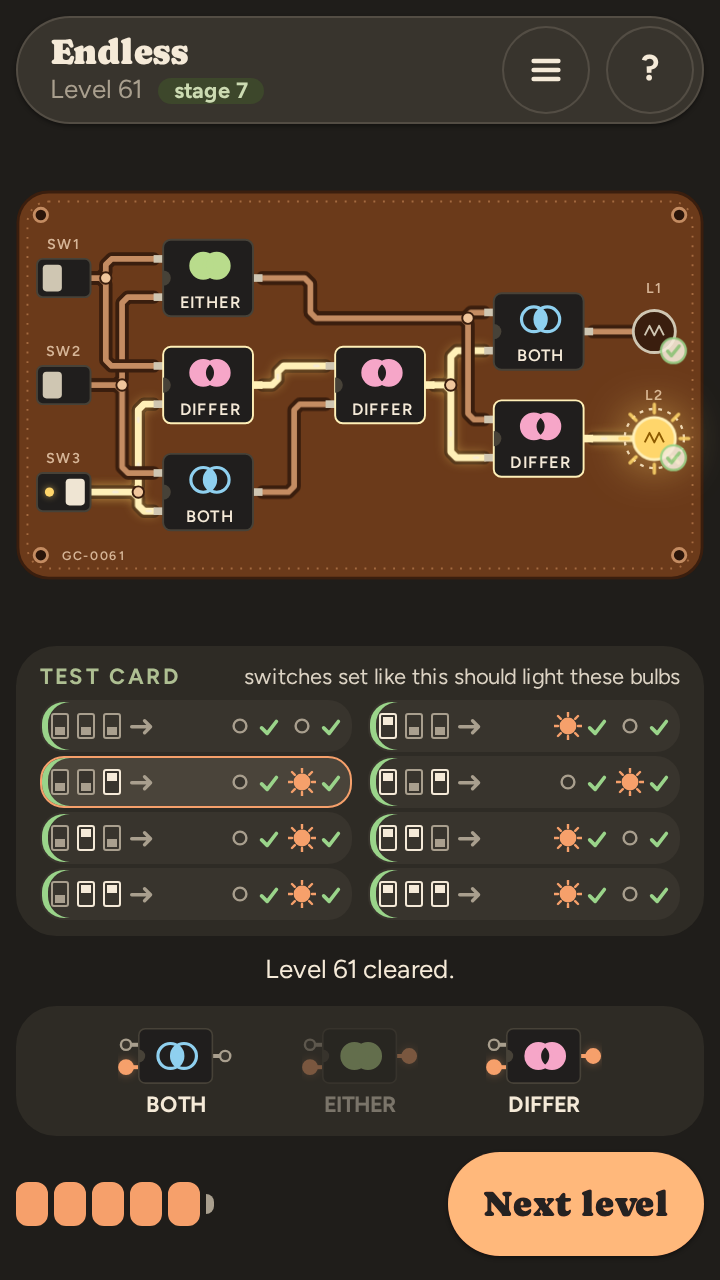 Endless
Level 61 stage 7
?
SW1
EITHER
L1
BOTH
SW2
DIFFER
DIFFER
L2
DIFFER
SW3
BOTH
GC-0061
TEST CARD switches set like this should light these bulbs
Level 61 cleared.
BOTH EITHER DIFFER
Next level